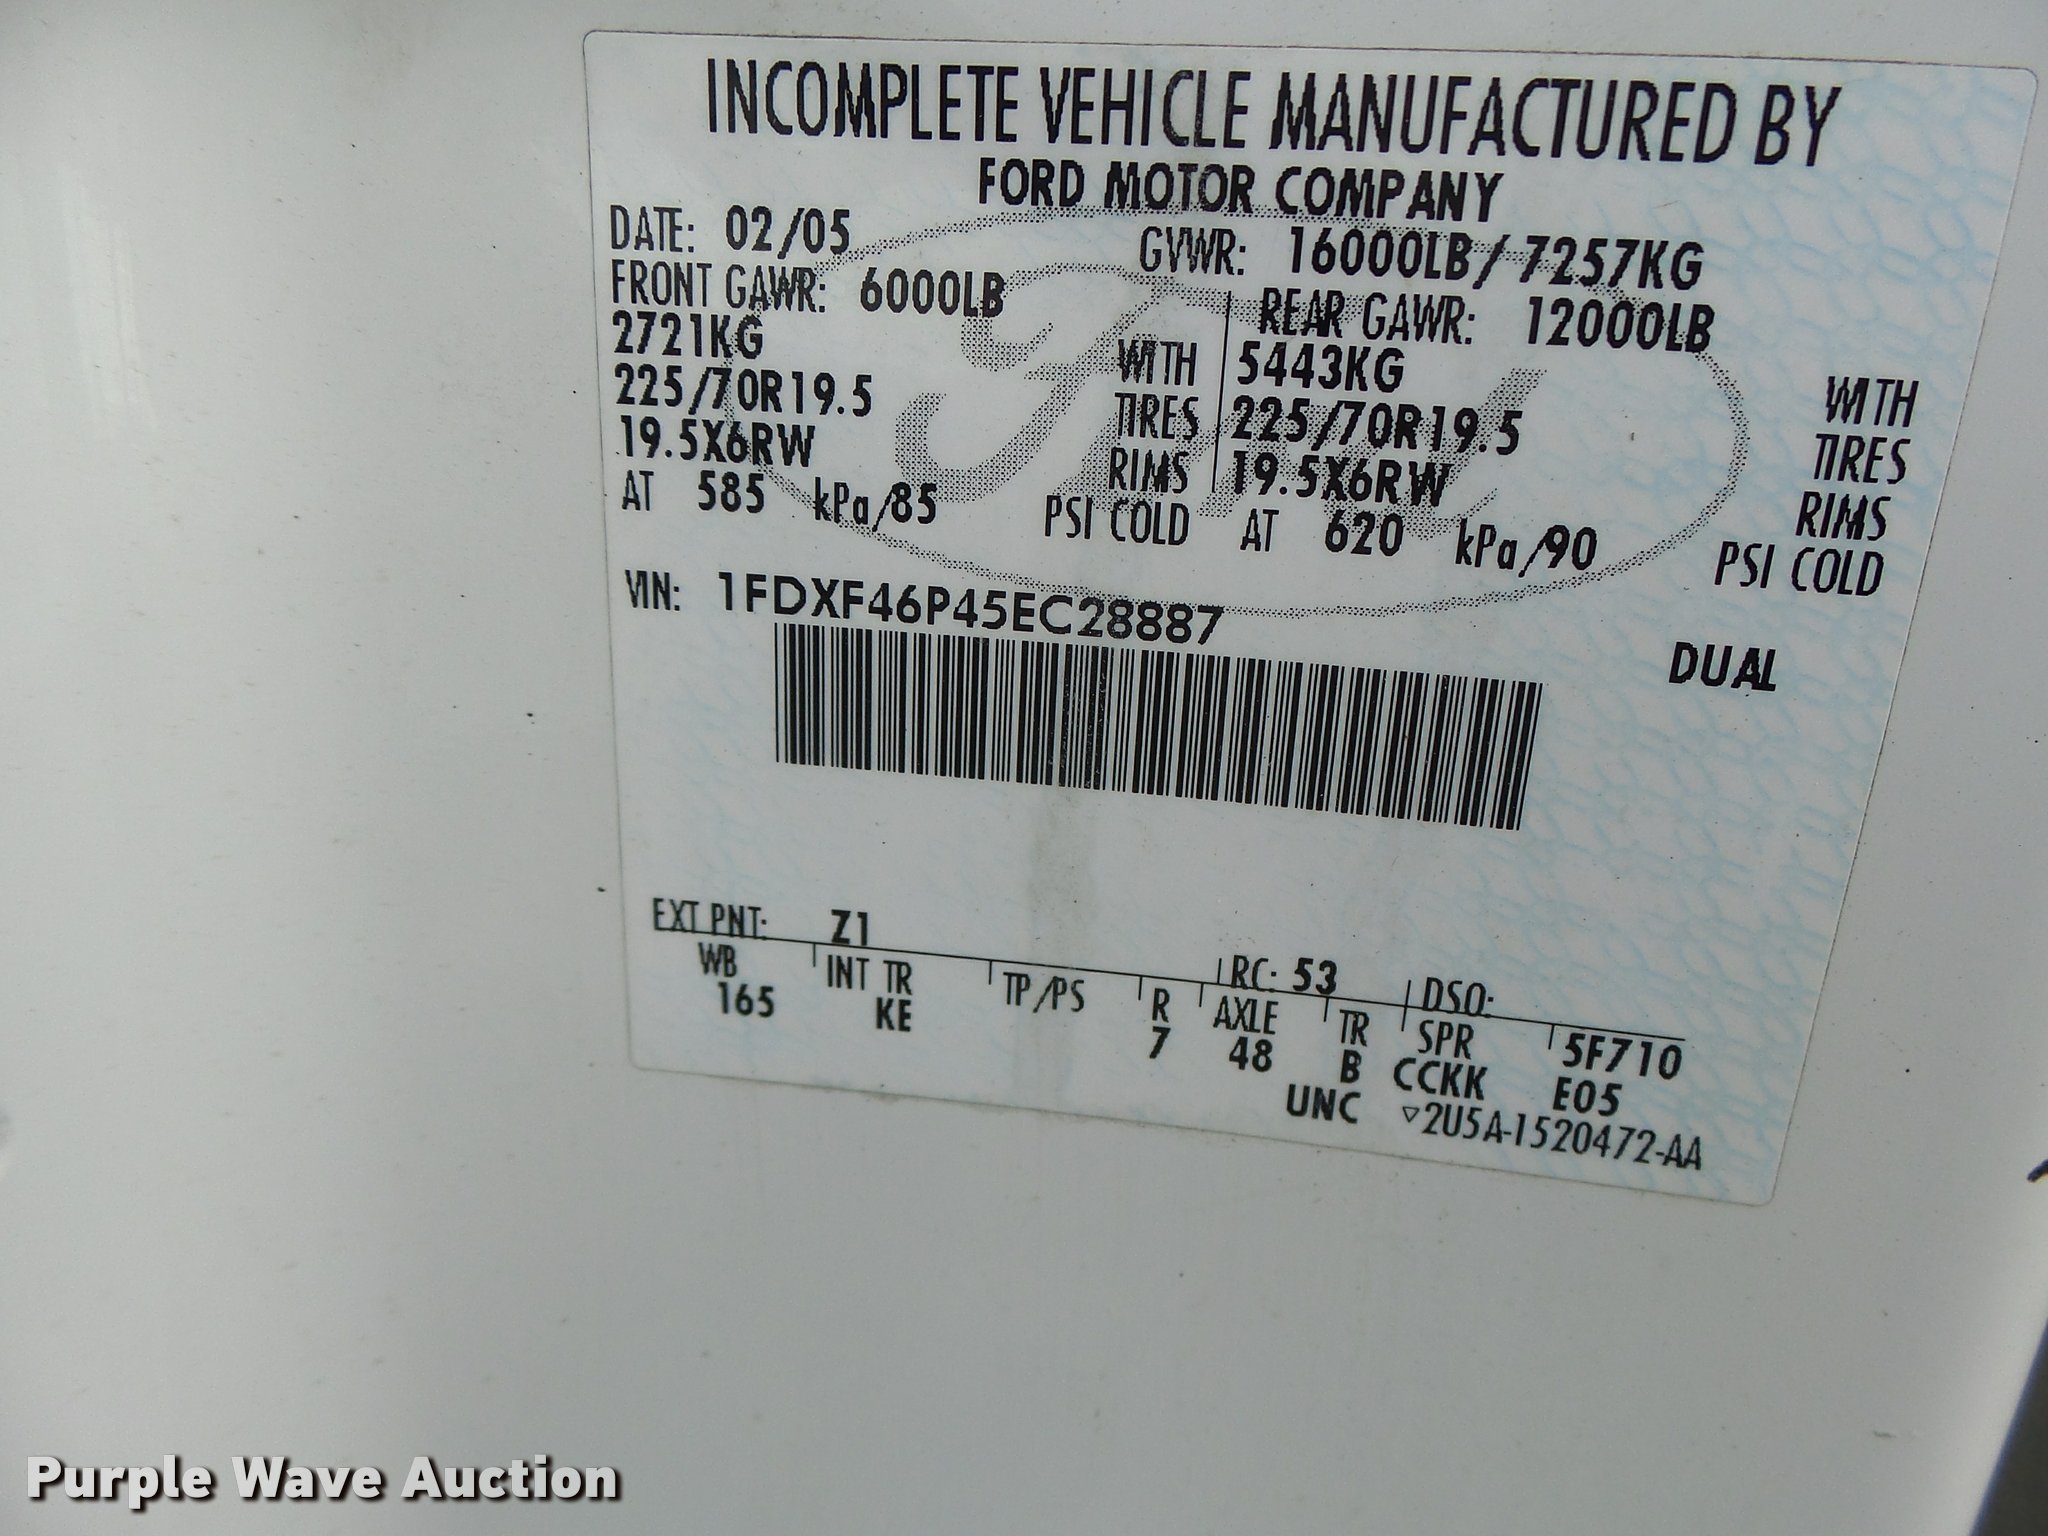 INCOMPLETE VEHICLE MANUFACTURED BY
FORD MOTOR COMPANY
DATE: 02/05 GVWR: 16000LB/7257KG
FRONT GAWR: 6000LB REAR GAWR: 12000LB
2721KG WITH 5443KG WITH
225/70R19.5 TIRES 225/70R19.5 TIRES
19.5X6RW RIMS 19.5X6RW RIMS
AT 585 kPa/85 PSI COLD AT 620 kPa/90 PSI COLD
VIN: 1FDXF46P45EC28887
DUAL
EXT PNT: Z1 RC: 53 DSO:
WB INT TR TP/PS R AXLE TR SPR 5F710
165 KE 7 48 B CCKK E05
UNC ▽2U5A-1520472-AA
Purple Wave Auction